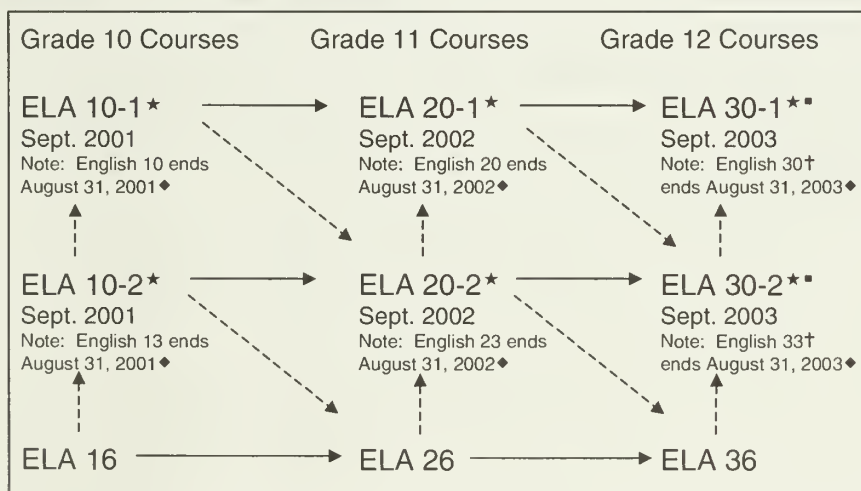 Grade 10 Courses Grade 11 Courses Grade 12 Courses
ELA 10-1★ ELA 20-1★ ELA 30-1★▪
Sept. 2001 Sept. 2002 Sept. 2003
Note: English 10 ends Note: English 20 ends Note: English 30†
August 31, 2001◆ August 31, 2002◆ ends August 31, 2003◆
ELA 10-2★ ELA 20-2★ ELA 30-2★▪
Sept. 2001 Sept. 2002 Sept. 2003
Note: English 13 ends Note: English 23 ends Note: English 33†
August 31, 2001◆ August 31, 2002◆ ends August 31, 2003◆
ELA 16 ELA 26 ELA 36